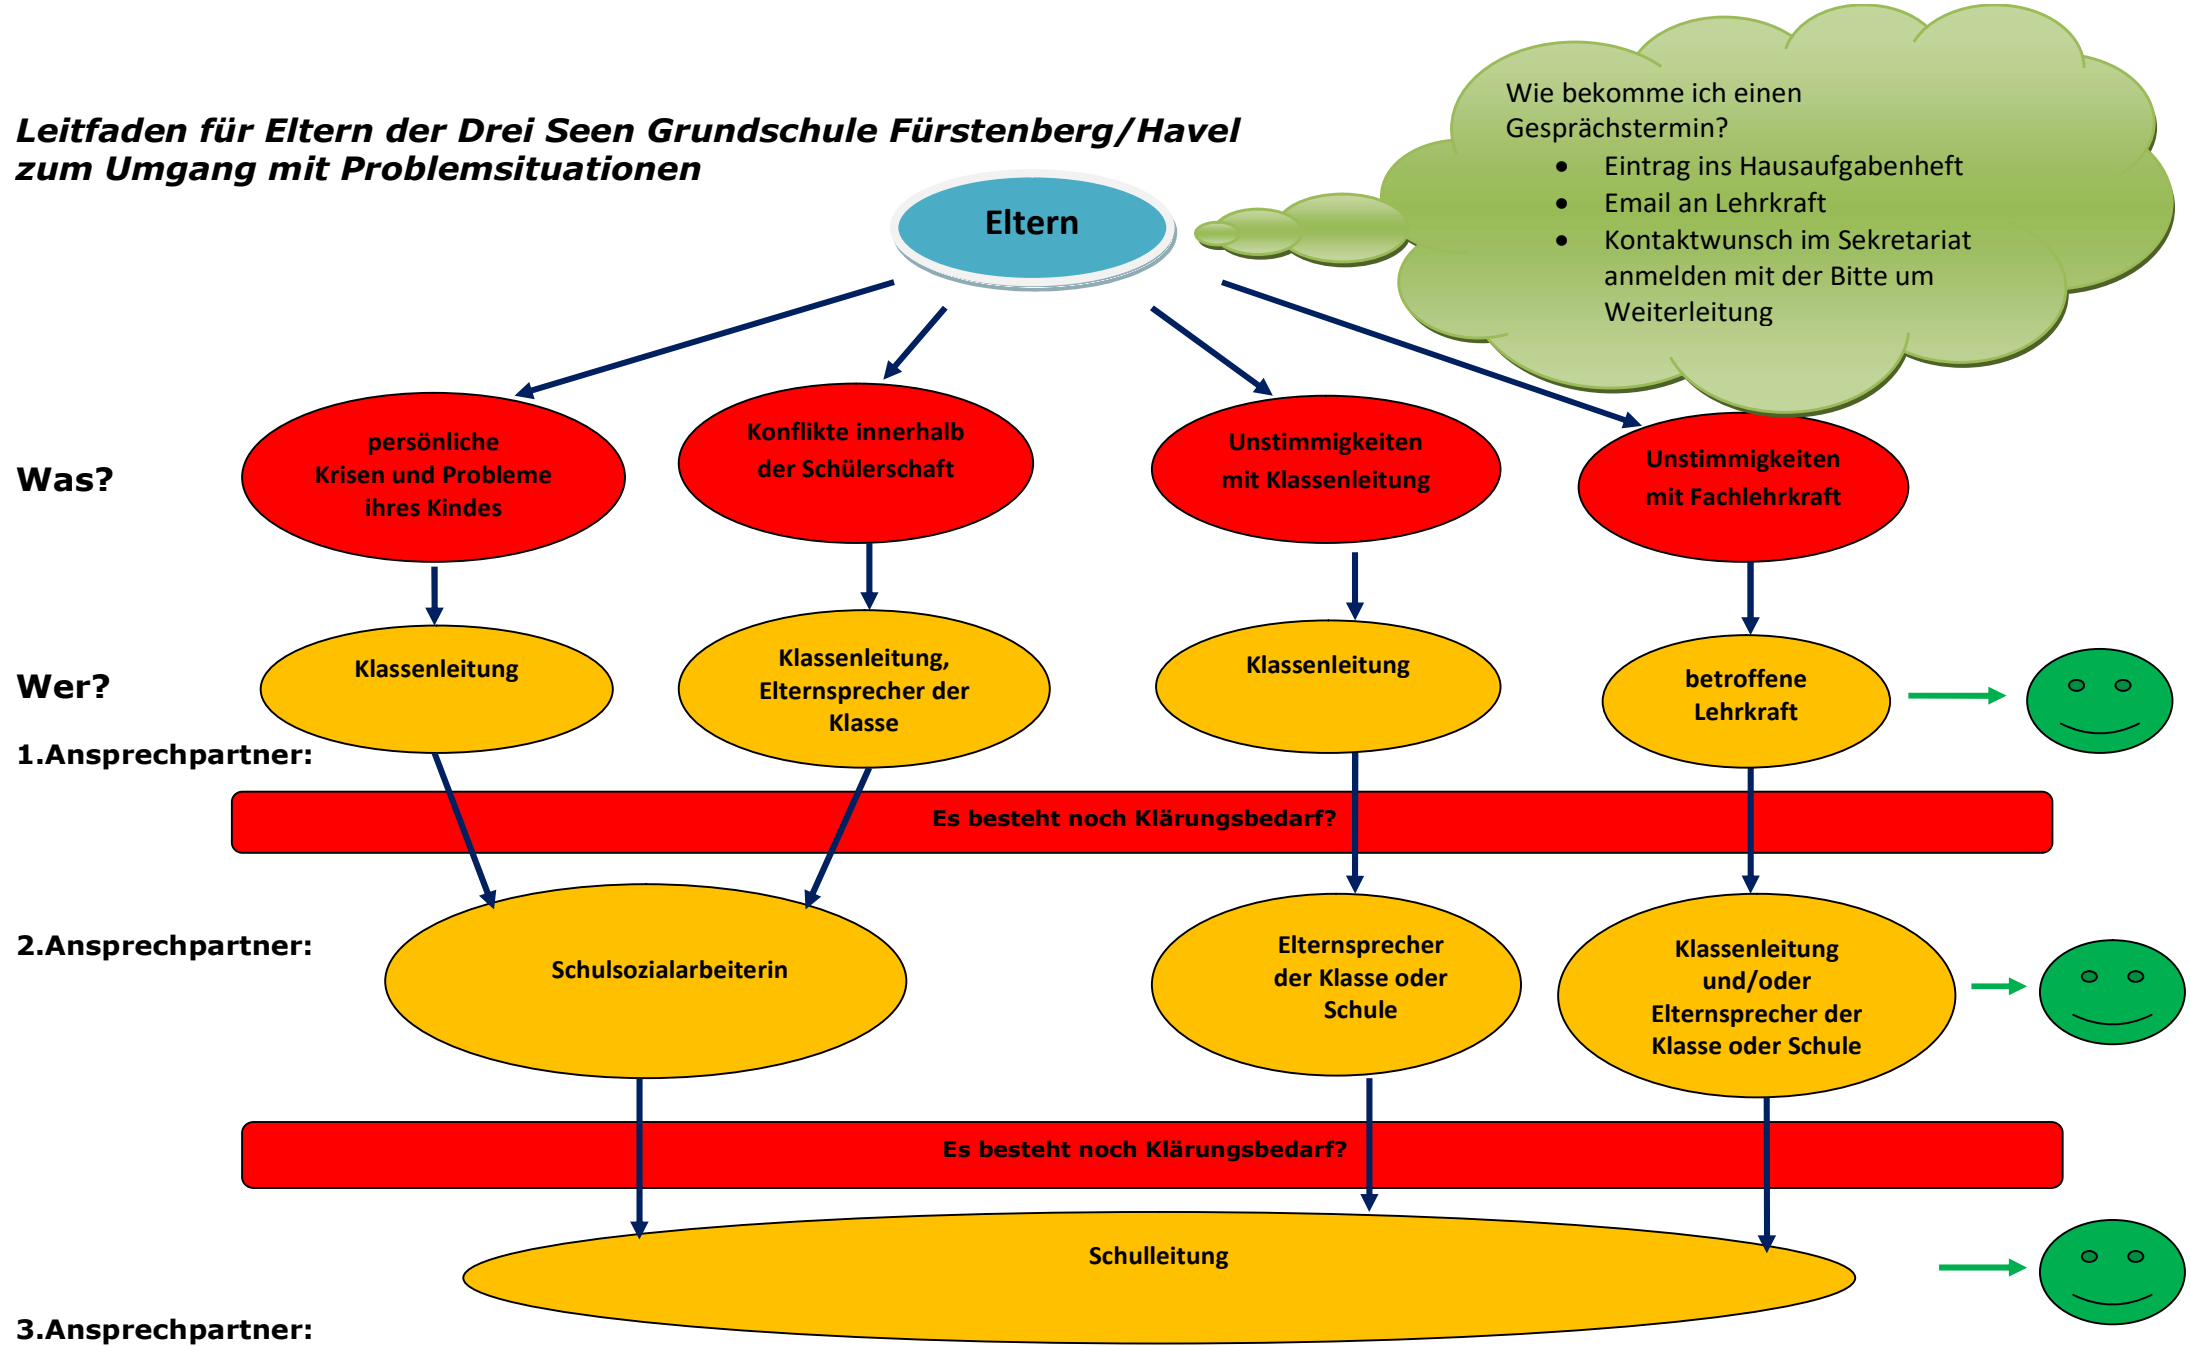 Leitfaden für Eltern der Drei Seen Grundschule Fürstenberg/Havel
zum Umgang mit Problemsituationen
Wie bekomme ich einen
Gesprächstermin?
• Eintrag ins Hausaufgabenheft
• Email an Lehrkraft
• Kontaktwunsch im Sekretariat
anmelden mit der Bitte um
Weiterleitung
Eltern
Was?
persönliche
Krisen und Probleme
ihres Kindes
Konflikte innerhalb
der Schülerschaft
Unstimmigkeiten
mit Klassenleitung
Unstimmigkeiten
mit Fachlehrkraft
Wer?
1.Ansprechpartner:
Klassenleitung
Klassenleitung,
Elternsprecher der
Klasse
Klassenleitung
betroffene
Lehrkraft
Es besteht noch Klärungsbedarf?
2.Ansprechpartner:
Schulsozialarbeiterin
Elternsprecher
der Klasse oder
Schule
Klassenleitung
und/oder
Elternsprecher der
Klasse oder Schule
Es besteht noch Klärungsbedarf?
Schulleitung
3.Ansprechpartner: